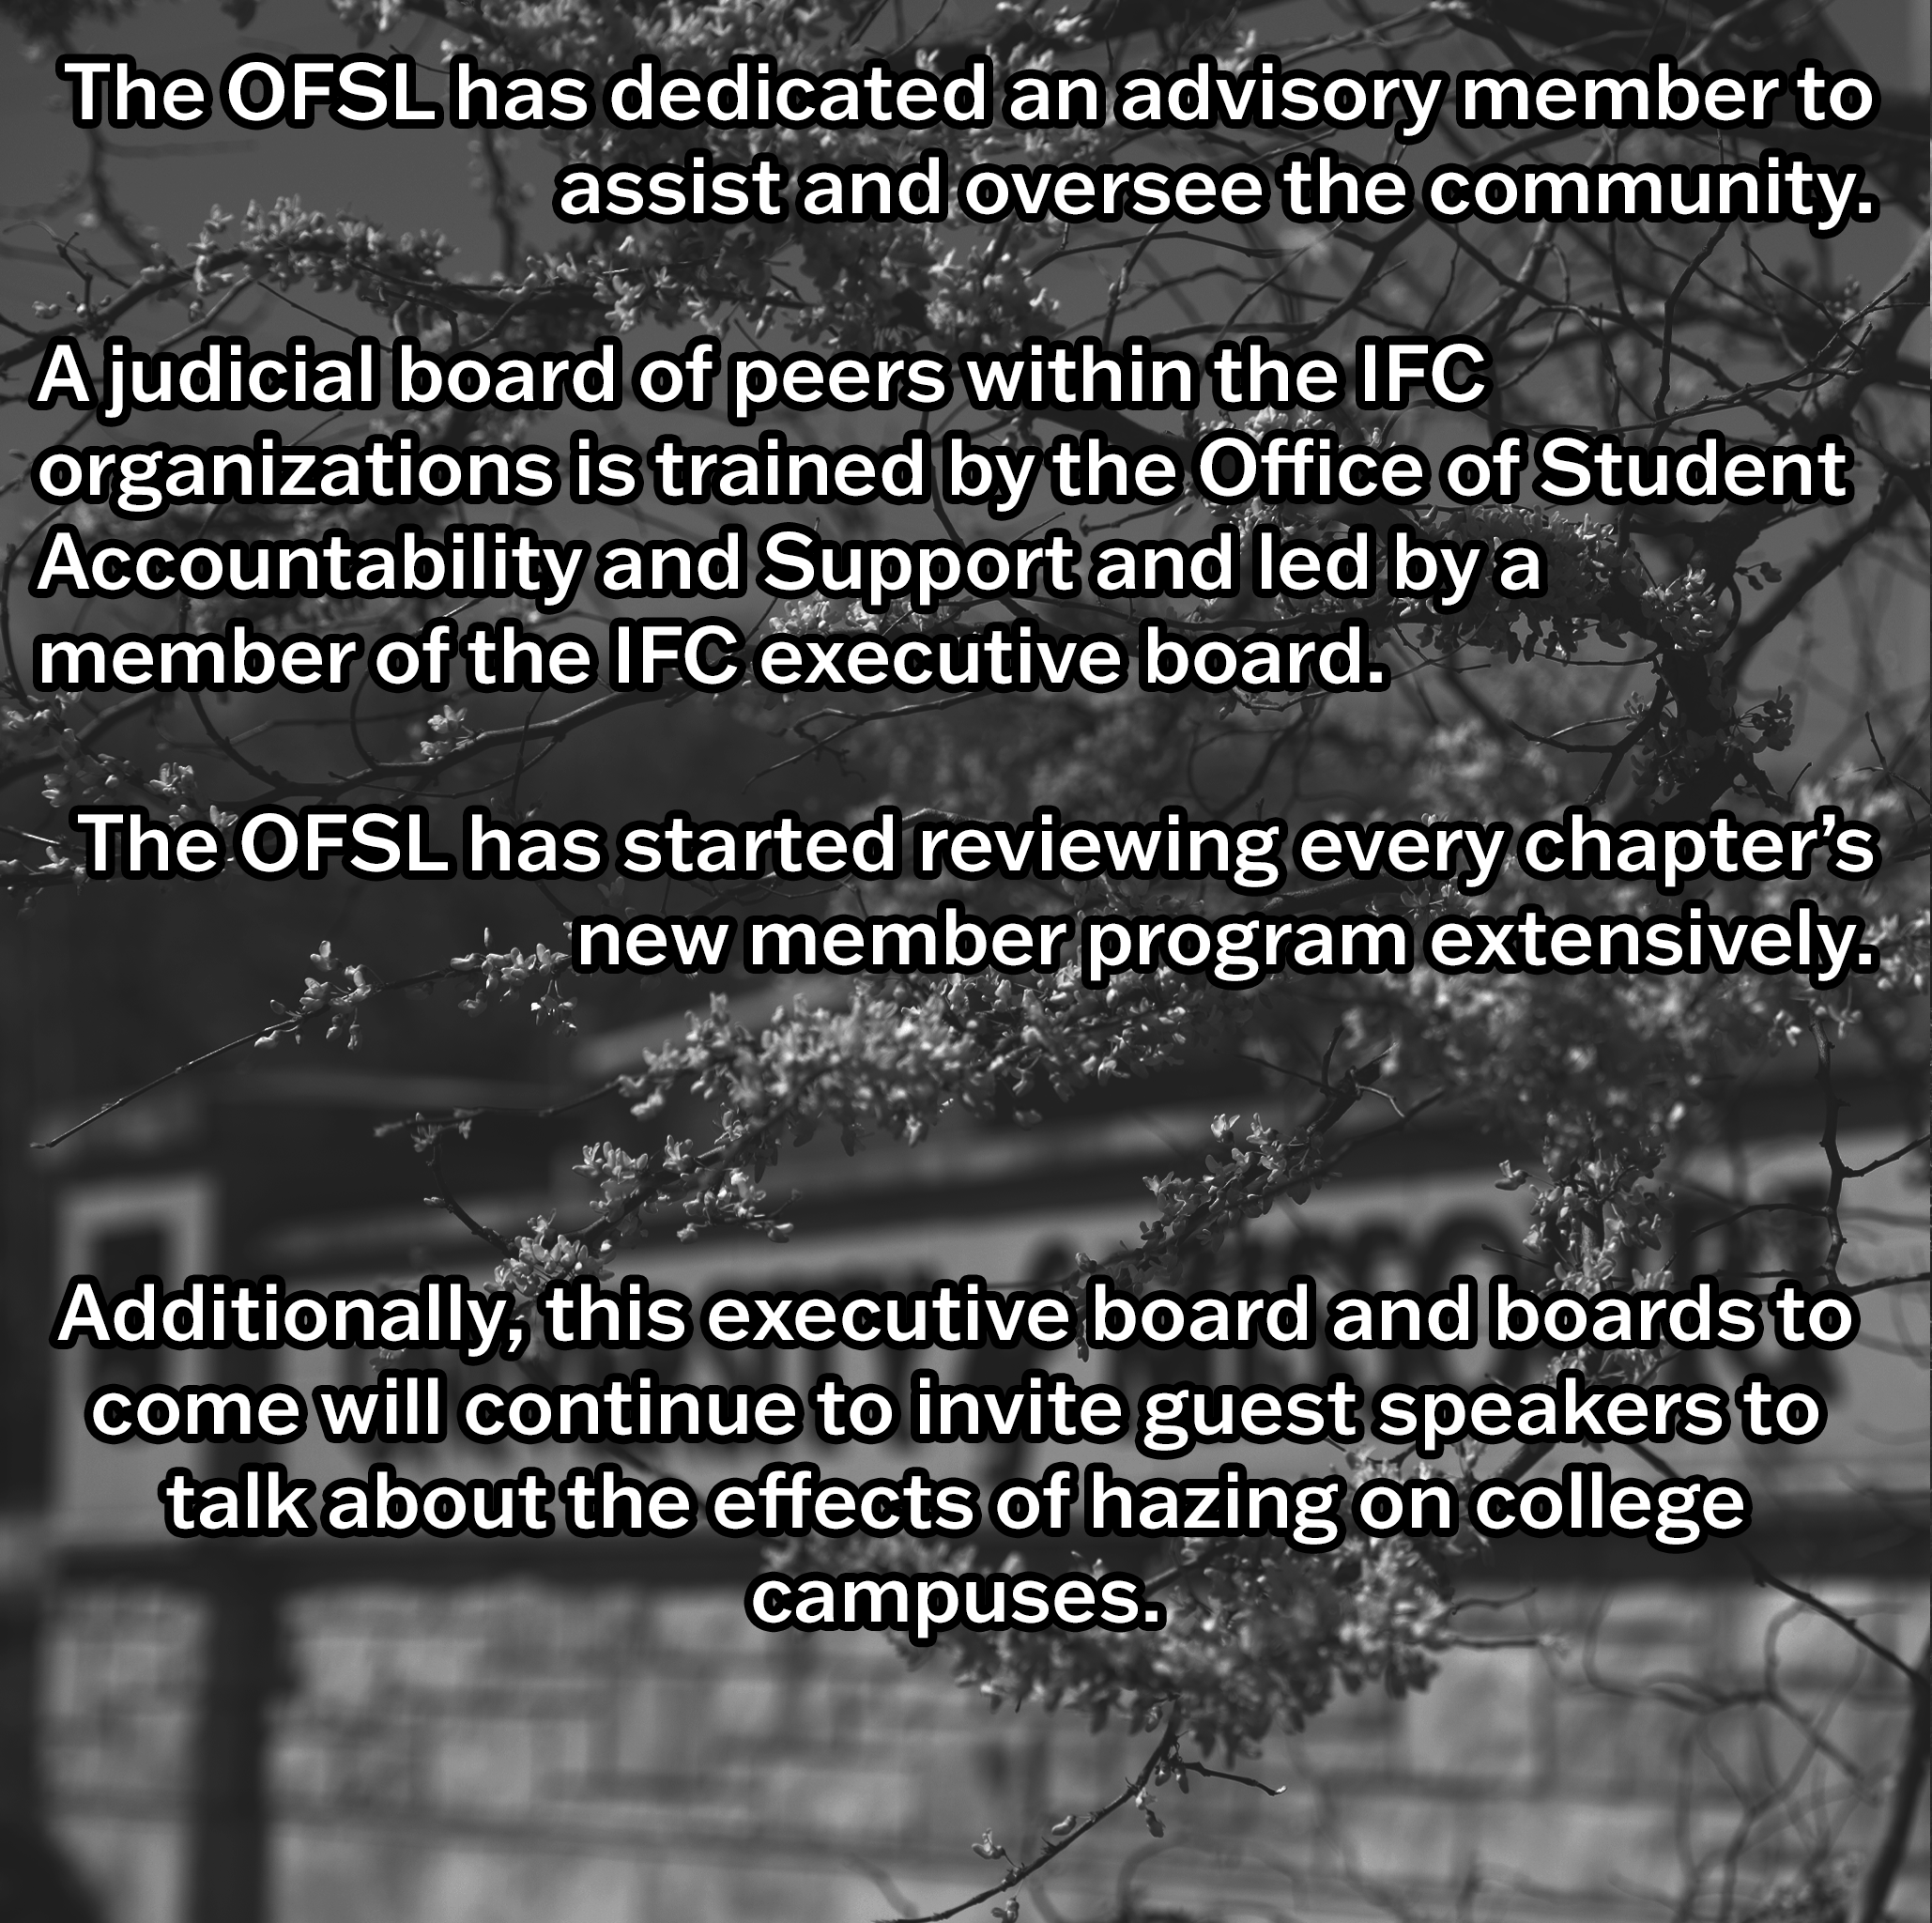 The OFSL has dedicated an advisory member to
assist and oversee the community.
A judicial board of peers within the IFC
organizations is trained by the Office of Student
Accountability and Support and led by a
member of the IFC executive board.
The OFSL has started reviewing every chapter’s
new member program extensively.
Additionally, this executive board and boards to
come will continue to invite guest speakers to
talk about the effects of hazing on college
campuses.